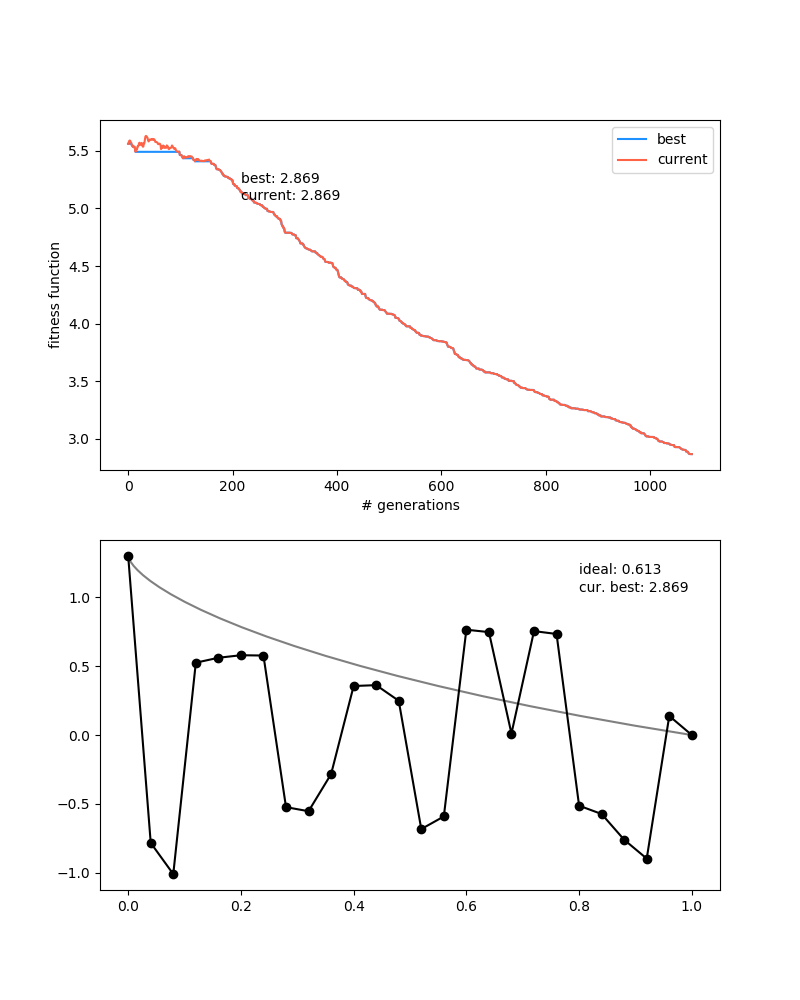 best
current
best: 2.869
current: 2.869
fitness function
5.5
5.0
4.5
4.0
3.5
3.0
0 200 400 600 800 1000
# generations
ideal: 0.613
cur. best: 2.869
1.0
0.5
0.0
−0.5
−1.0
0.0 0.2 0.4 0.6 0.8 1.0